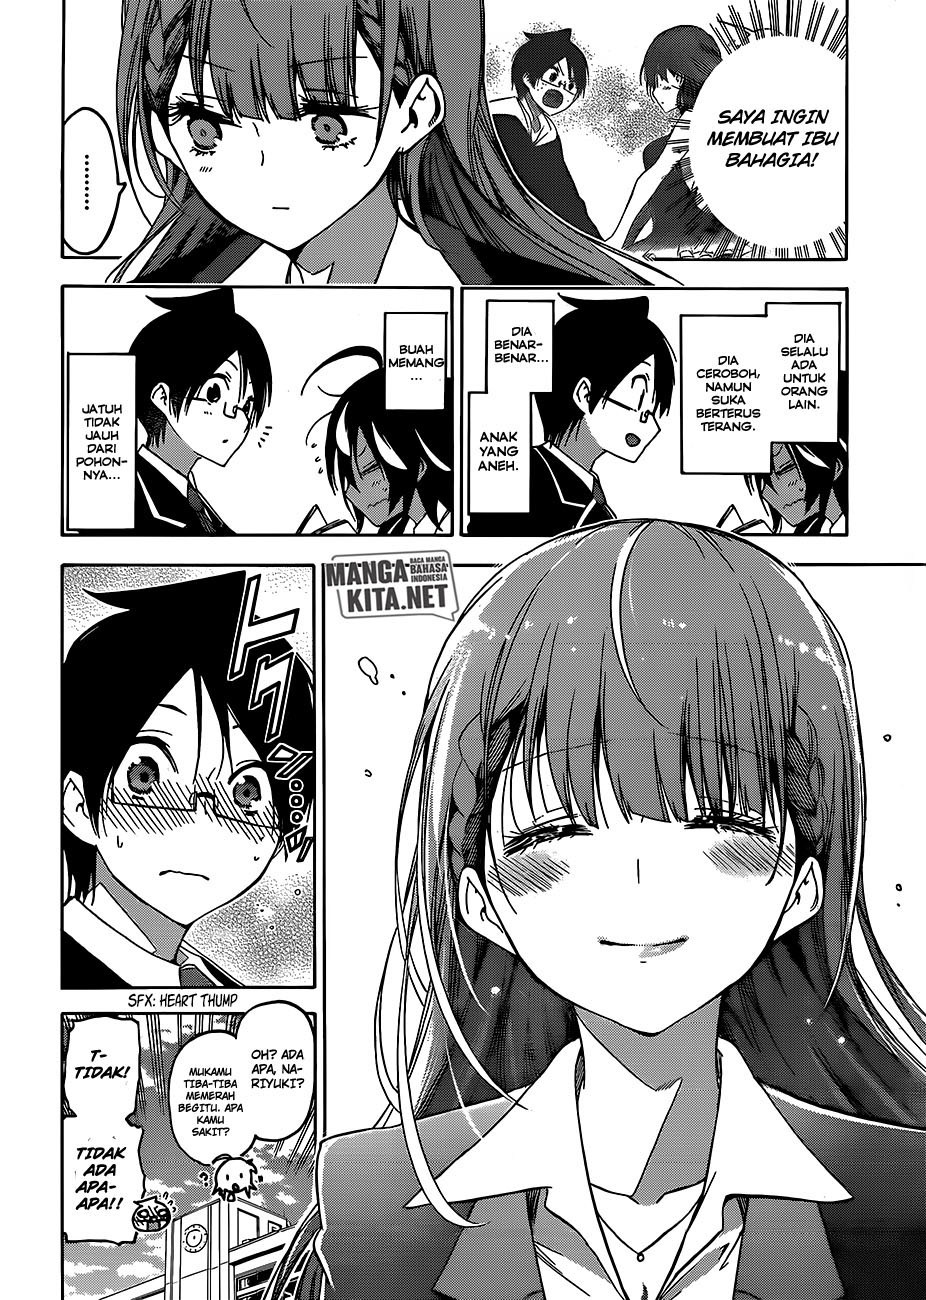 SAYA INGIN
MEMBUAT IBU
BAHAGIA!
........
DIA
SELALU
ADA
UNTUK
ORANG
LAIN.
DIA
CEROBOH,
NAMUN
SUKA
BERTERUS
TERANG.
DIA
BENAR-
BENAR...
ANAK
YANG
ANEH.
BUAH
MEMANG
...
JATUH
TIDAK
JAUH
DARI
POHON-
NYA...
MANGA
KITA.NET
BACA MANGA
BAHASA
INDONESIA
ドクン
SFX: HEART THUMP
OH? ADA
APA, NA-
RIYUKI?
MUKAMU
TIBA-TIBA
MEMERAH
BEGITU. APA
KAMU
SAKIT?
?
?
T-
TIDAK!
TIDAK
ADA
APA-
APA!!